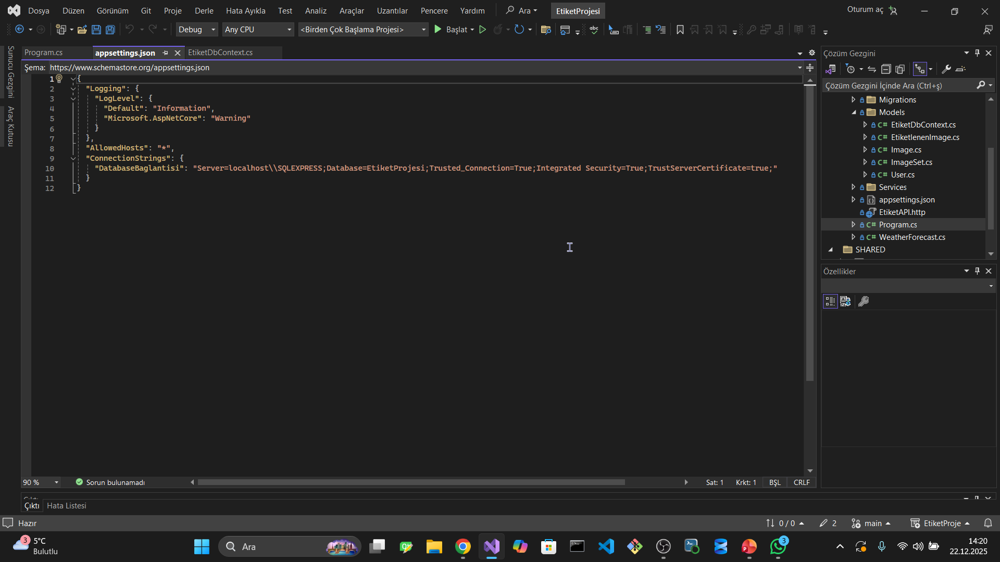 Dosya Düzen Görünüm Git Proje Derle Hata Ayıkla Test Analiz Araçlar Uzantılar Pencere Yardım Ara EtiketProjesi Oturum aç
Debug Any CPU <Birden Çok Başlama Projesi> Başlat
Sunucu Gezgini
Araç Kutusu
Program.cs appsettings.json EtiketDbContext.cs
Şema: https://www.schemastore.org/appsettings.json
1 {
2 "Logging": {
3 "LogLevel": {
4 "Default": "Information",
5 "Microsoft.AspNetCore": "Warning"
6 }
7 },
8 "AllowedHosts": "*",
9 "ConnectionStrings": {
10 "DatabaseBaglantisi": "Server=localhost\\SQLEXPRESS;Database=EtiketProjesi;Trusted_Connection=True;Integrated Security=True;TrustServerCertificate=true;"
11 }
12 }
90 % Sorun bulunamadı Sat: 1 Krkt: 1 BŞL CRLF
Çözüm Gezgini
Çözüm Gezgini İçinde Ara (Ctrl+ş)
Migrations
Models
C# EtiketDbContext.cs
C# EtiketlenenImage.cs
C# Image.cs
C# ImageSet.cs
C# User.cs
Services
appsettings.json
EtiketAPI.http
C# Program.cs
C# WeatherForecast.cs
SHARED
Özellikler
Çıktı
Çıktı Hata Listesi
Hazır 0 / 0 2 main EtiketProje
3 5°C
Bulutlu
Ara
3
14:20
22.12.2025